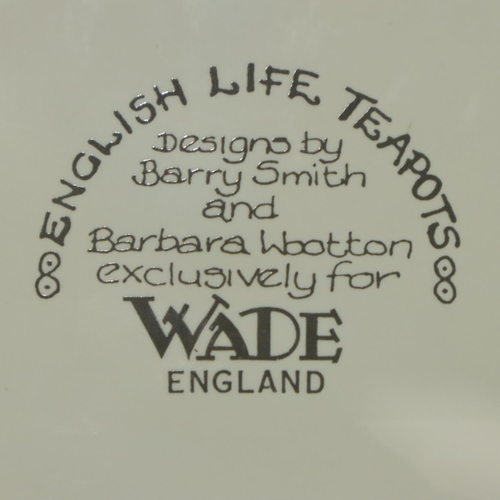 ENGLISH LIFE TEAPOTS
Designs by
Barry Smith
and
Barbara Wootton
exclusively for
WADE
ENGLAND